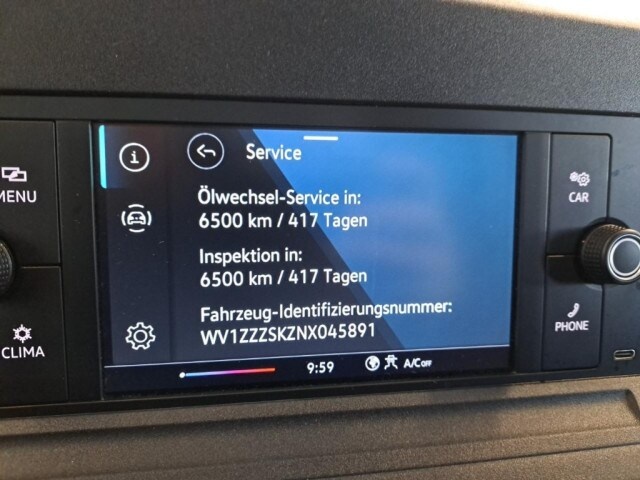 Service
Ölwechsel-Service in:
6500 km / 417 Tagen
Inspektion in:
6500 km / 417 Tagen
Fahrzeug-Identifizierungsnummer:
WV1ZZZSKZNX045891
9:59
A/C OFF
MENU
CLIMA
CAR
PHONE